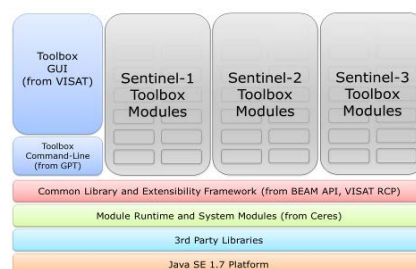 Toolbox
GUI
(from VISAT)
Toolbox
Command-Line
(from GPT)
Sentinel-1
Toolbox
Modules
Sentinel-2
Toolbox
Modules
Sentinel-3
Toolbox
Modules
Common Library and Extensibility Framework (from BEAM API, VISAT RCP)
Module Runtime and System Modules (from Ceres)
3rd Party Libraries
Java SE 1.7 Platform